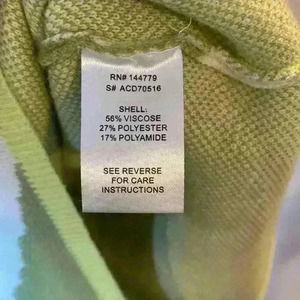 RN# 144779
S# ACD70516
SHELL:
56% VISCOSE
27% POLYESTER
17% POLYAMIDE
SEE REVERSE
FOR CARE
INSTRUCTIONS